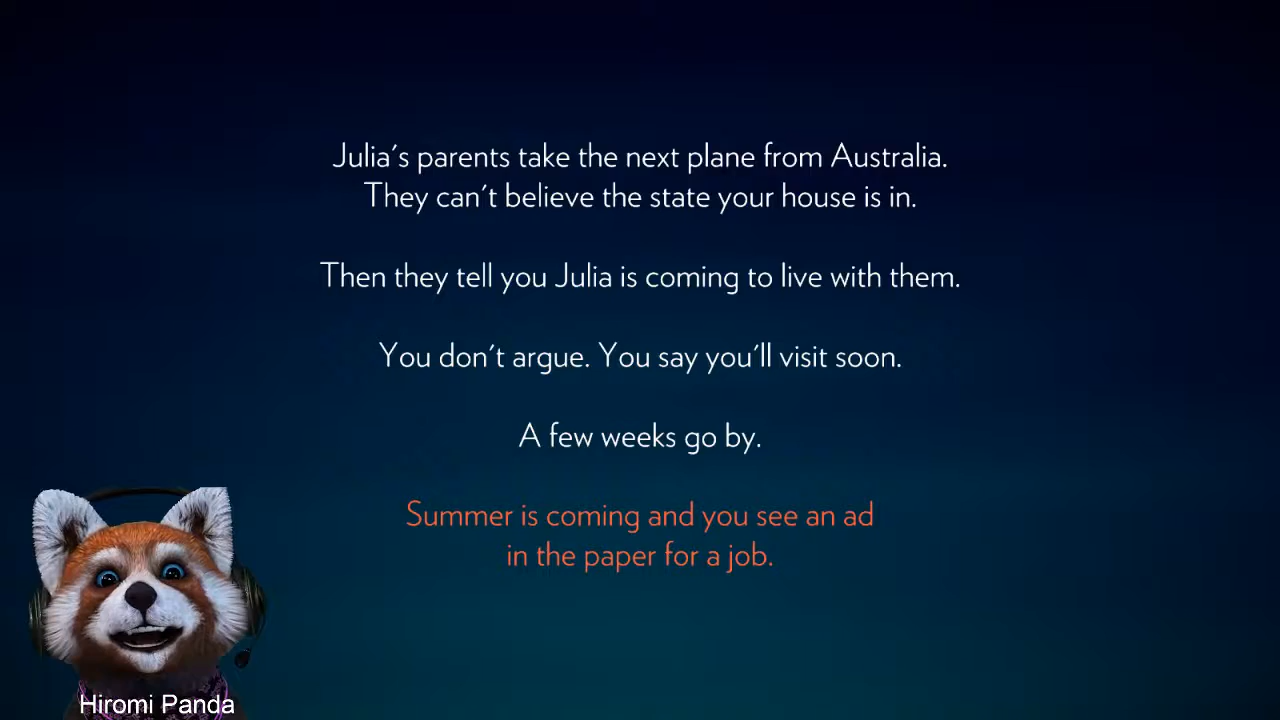 Julia's parents take the next plane from Australia.
They can't believe the state your house is in.
Then they tell you Julia is coming to live with them.
You don't argue. You say you'll visit soon.
A few weeks go by.
Summer is coming and you see an ad
in the paper for a job.
Hiromi Panda